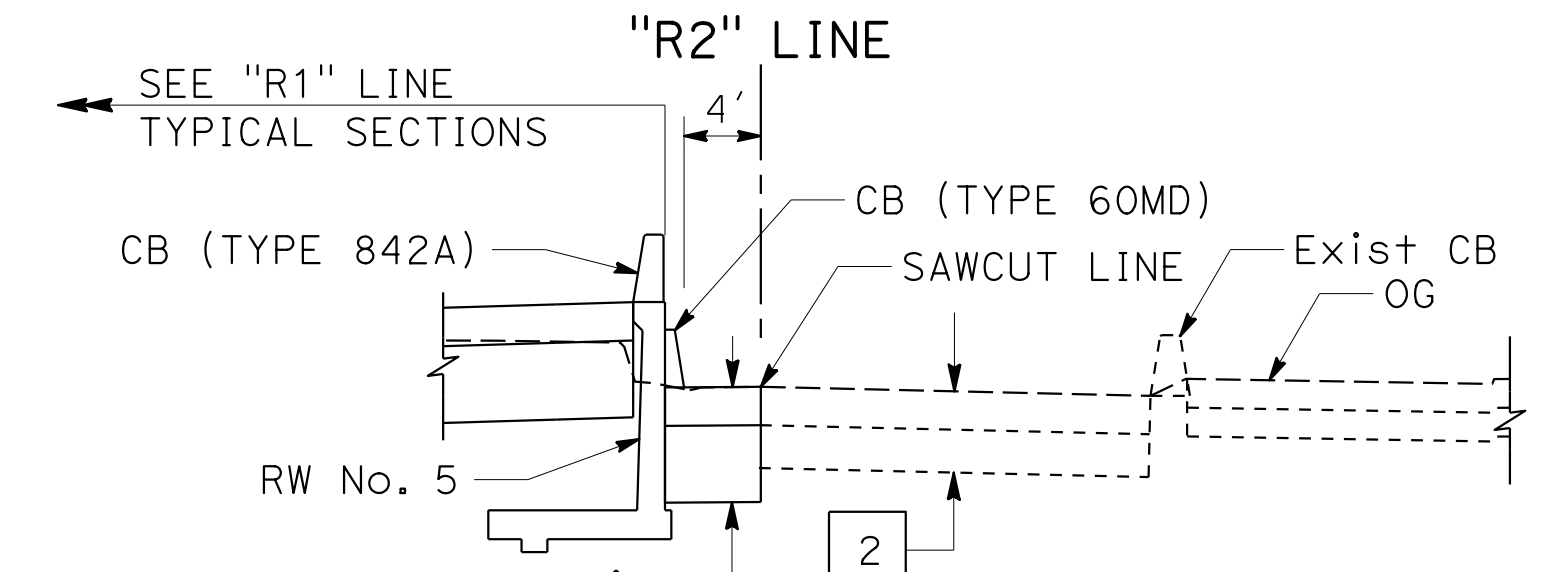 "R2" LINE
SEE "R1" LINE
TYPICAL SECTIONS
4'
CB (TYPE 60MD)
CB (TYPE 842A)
SAWCUT LINE
Exist CB
OG
RW No. 5
2